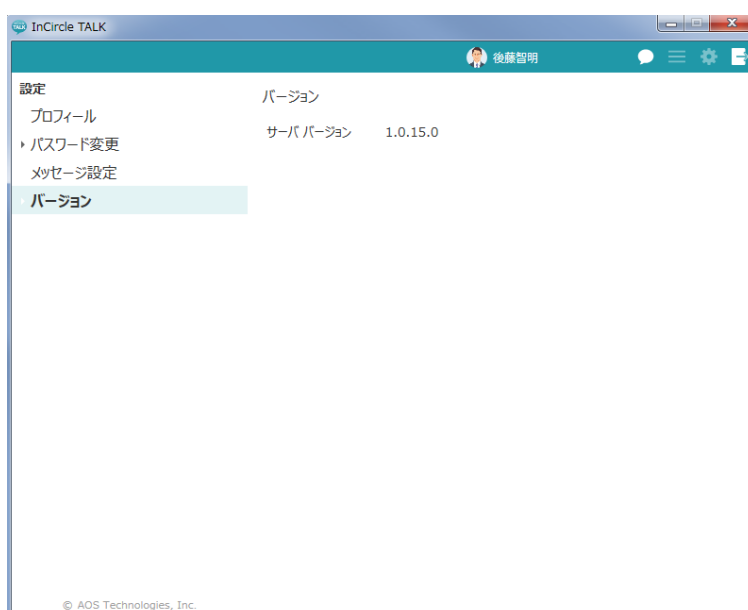 TALK InCircle TALK
後藤智明
設定
プロフィール
パスワード変更
メッセージ設定
バージョン
バージョン
サーバ バージョン 1.0.15.0
© AOS Technologies, Inc.